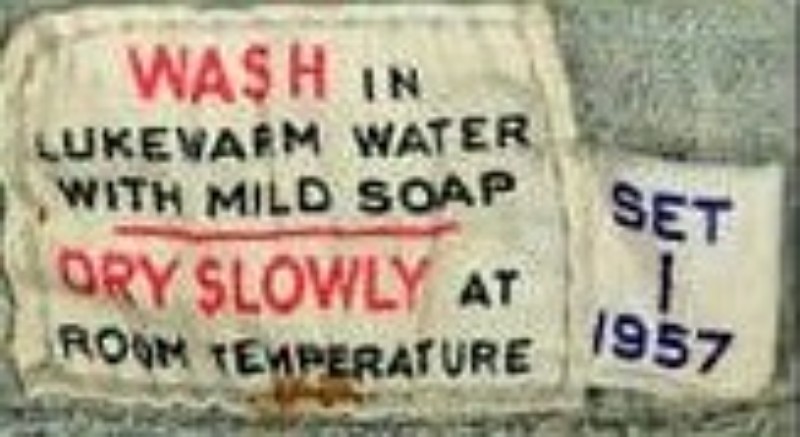 WASH IN
LUKEWARM WATER
WITH MILD SOAP
DRY SLOWLY AT
ROOM TEMPERATURE
SET
1
1957